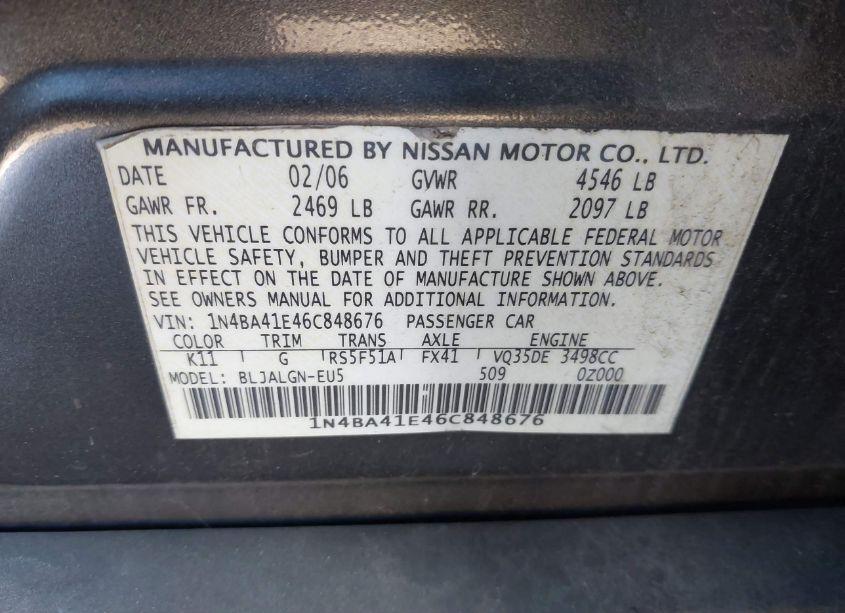 MANUFACTURED BY NISSAN MOTOR CO., LTD.
DATE 02/06 GVWR 4546 LB
GAWR FR. 2469 LB GAWR RR. 2097 LB
THIS VEHICLE CONFORMS TO ALL APPLICABLE FEDERAL MOTOR
VEHICLE SAFETY, BUMPER AND THEFT PREVENTION STANDARDS
IN EFFECT ON THE DATE OF MANUFACTURE SHOWN ABOVE.
SEE OWNERS MANUAL FOR ADDITIONAL INFORMATION.
VIN: 1N4BA41E46C848676 PASSENGER CAR
COLOR TRIM TRANS AXLE ENGINE
K11 G RS5F51A FX41 VQ35DE 3498CC
MODEL: BLJALGN-EU5 509 0Z000
1N4BA41E46C848676